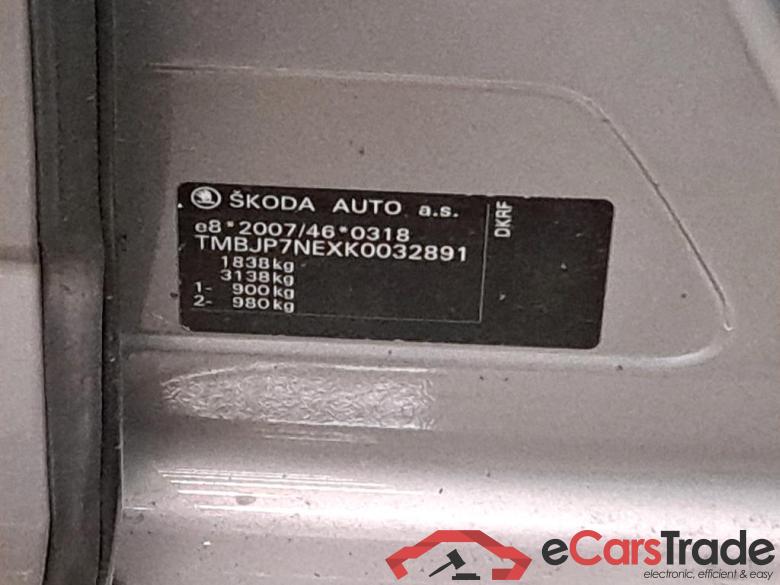 ŠKODA AUTO a.s.
e8*2007/46*0318
TMBJP7NEXK0032891
1838kg
3138kg
1- 900kg
2- 980kg
DKRF
eCarsTrade
electronic, efficient & easy